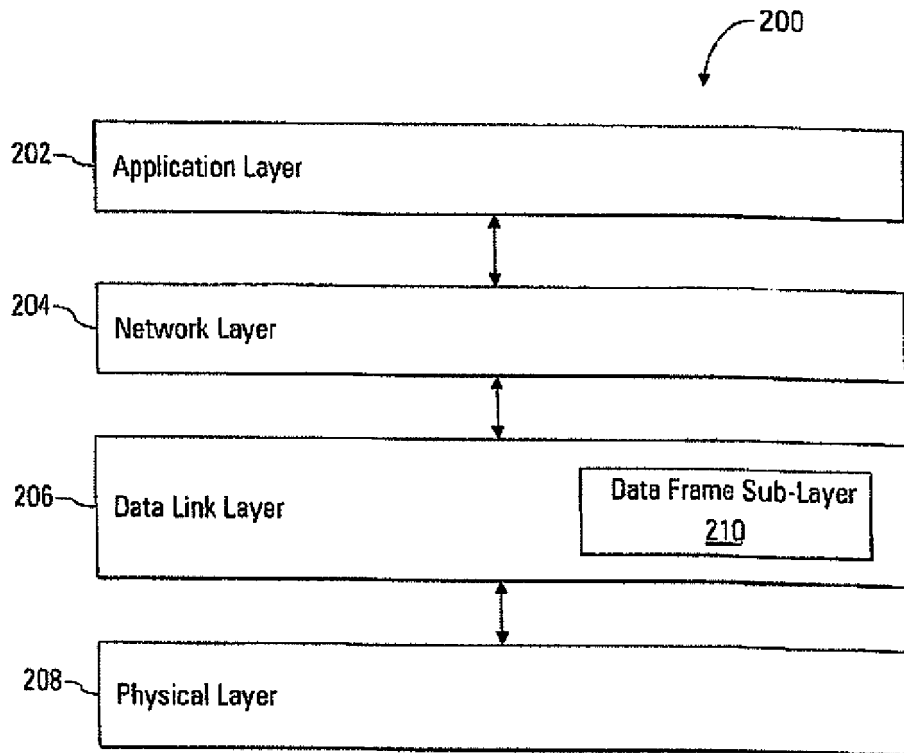 200
202
Application Layer
204
Network Layer
206
Data Link Layer
Data Frame Sub-Layer
210
208
Physical Layer